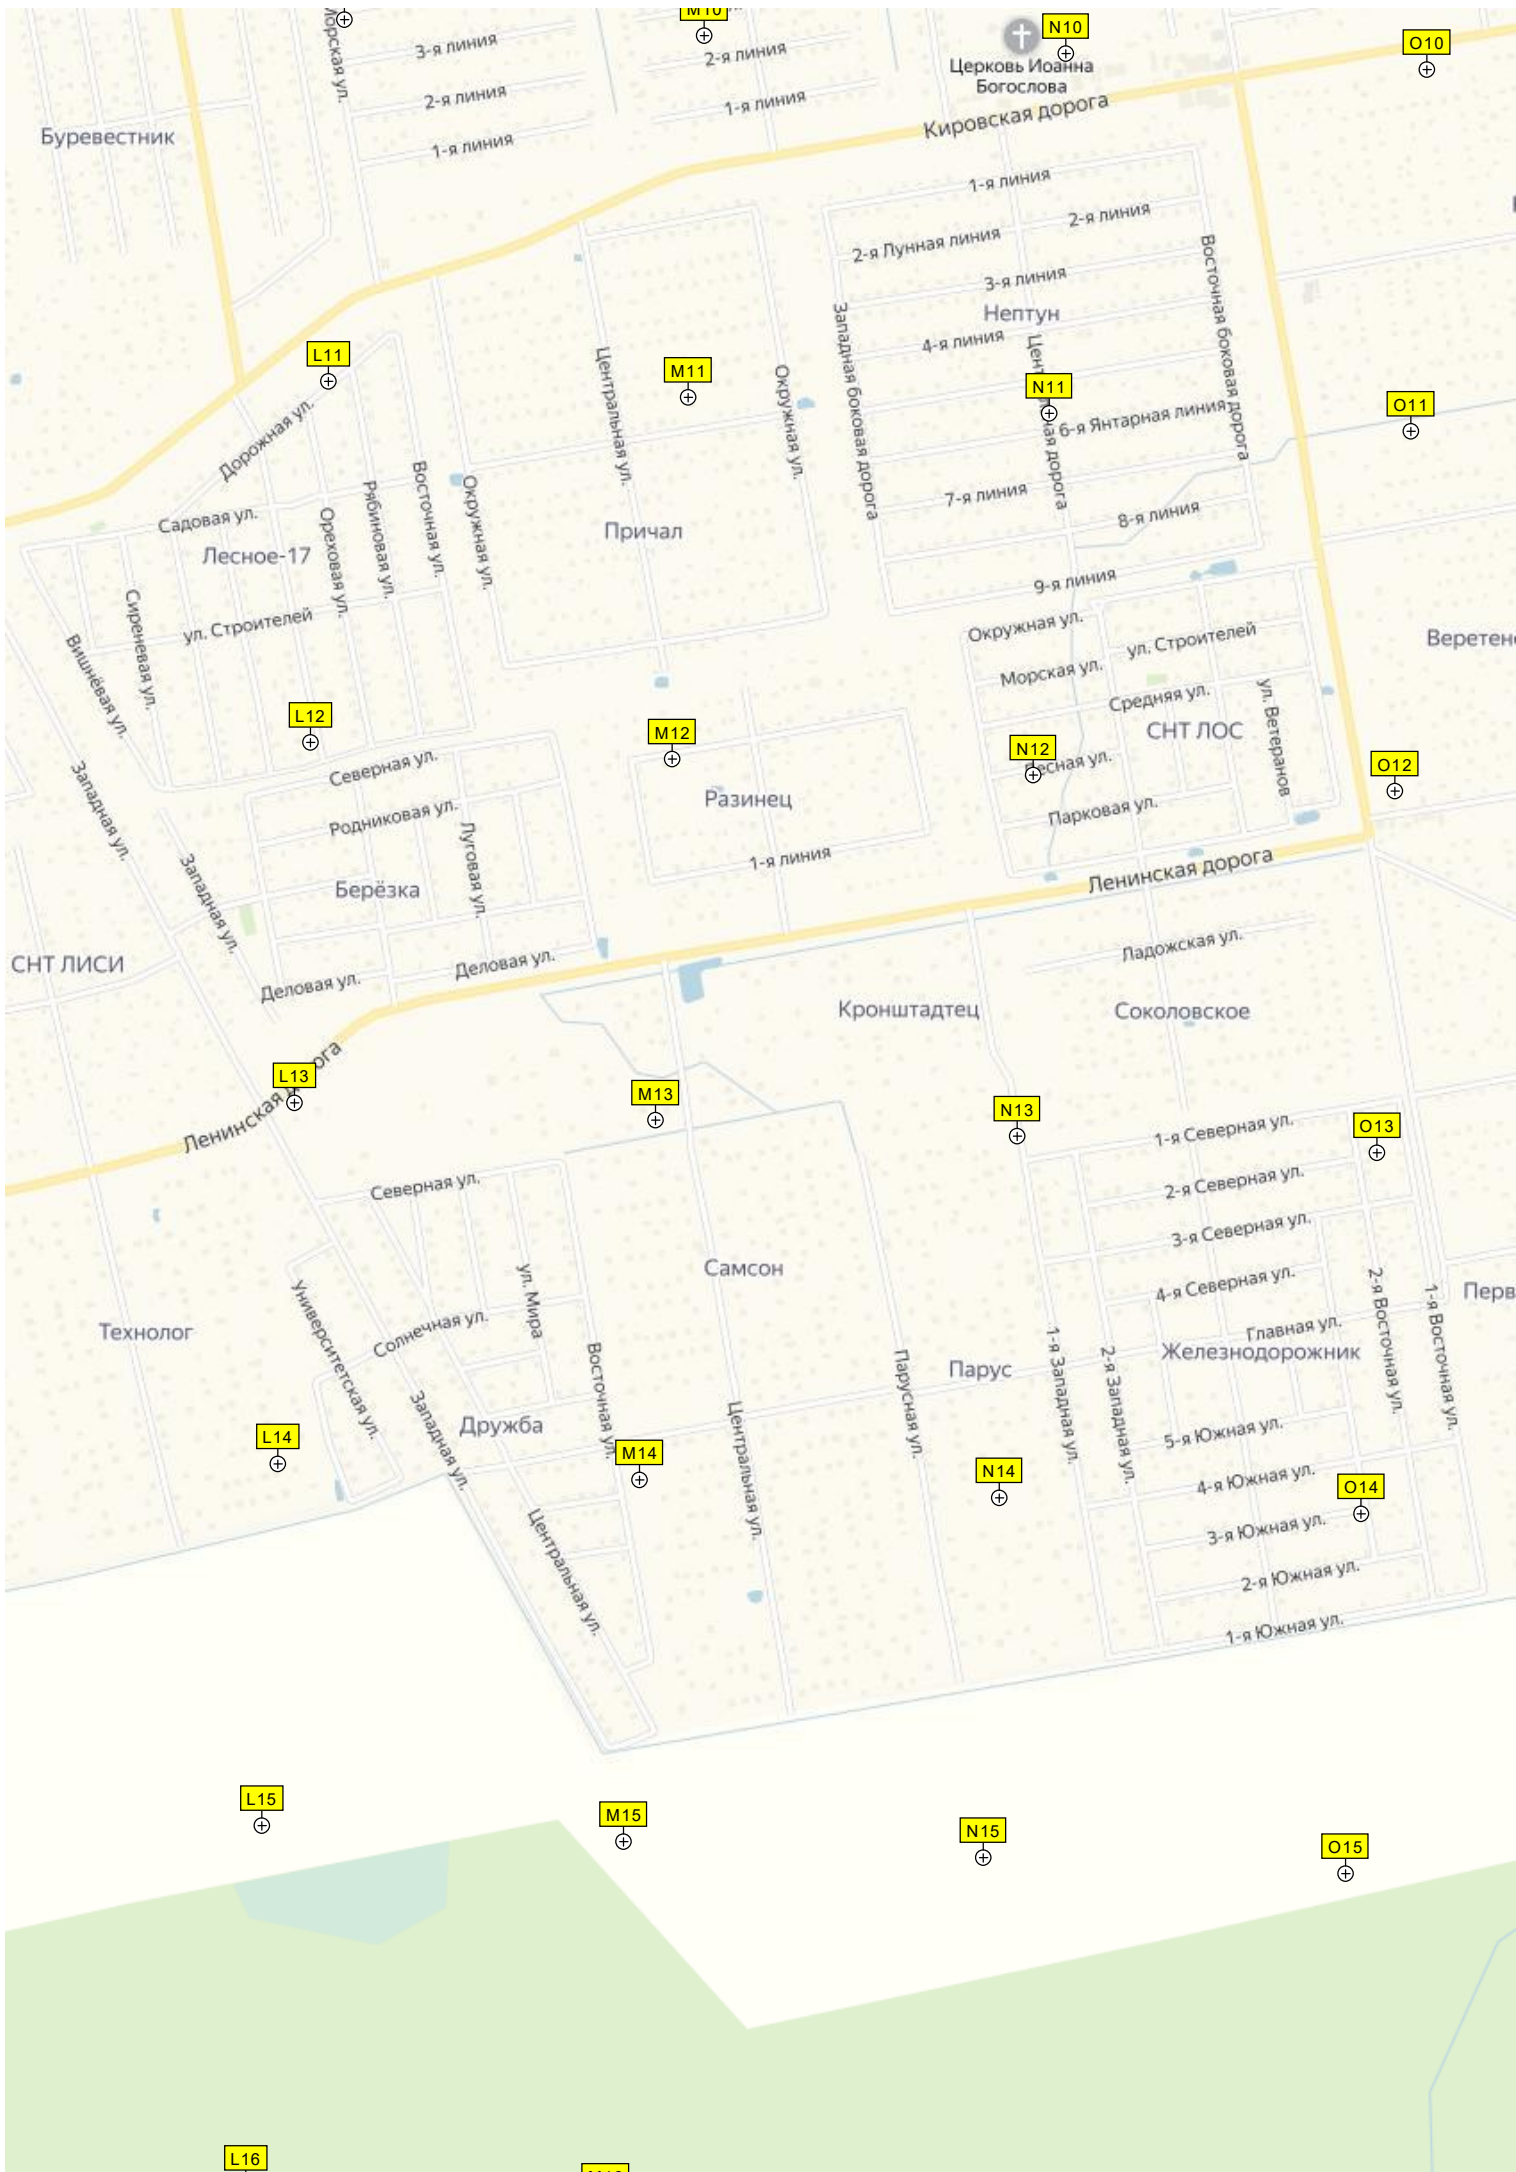 Морская ул.
M10
3-я линия
2-я линия
N10
O10
Церковь Иоанна
Богослова
2-я линия
1-я линия
Кировская дорога
Буревестник
1-я линия
1-я линия
2-я линия
2-я Лунная линия
3-я линия
Нептун
Восточная боковая дорога
Западная боковая дорога
4-я линия
L11
M11
N11
O11
Центральная ул.
Окружная ул.
6-я Янтарная линия
Дорожная ул.
Восточная ул.
Окружная ул.
Рябиновая ул.
Ореховая ул.
7-я линия
8-я линия
Садовая ул.
Причал
Лесное-17
9-я линия
Сиреневая ул.
ул. Строителей
Окружная ул.
ул. Строителей
Вишнёвая ул.
Морская ул.
Средняя ул.
ул. Ветеранов
L12
M12
N12
O12
СНТ ЛОС
Северная ул.
Западная ул.
Разинец
Парковая ул.
Родниковая ул.
Луговая ул.
1-я линия
Ленинская дорога
Западная ул.
Берёзка
СНТ ЛИСИ
Деловая ул.
Деловая ул.
Ладожская ул.
Кронштадтец
Соколовское
L13
M13
N13
O13
Ленинская дорога
1-я Северная ул.
Северная ул.
2-я Северная ул.
3-я Северная ул.
Самсон
4-я Северная ул.
ул. Мира
Университетская ул.
Солнечная ул.
Технолог
2-я Восточная ул.
1-я Восточная ул.
Главная ул.
Железнодорожник
Восточная ул.
Парусная ул.
Парус
1-я Западная ул.
2-я Западная ул.
Западная ул.
Дружба
Центральная ул.
5-я Южная ул.
L14
M14
N14
O14
4-я Южная ул.
3-я Южная ул.
Центральная ул.
2-я Южная ул.
1-я Южная ул.
L15
M15
N15
O15
L16